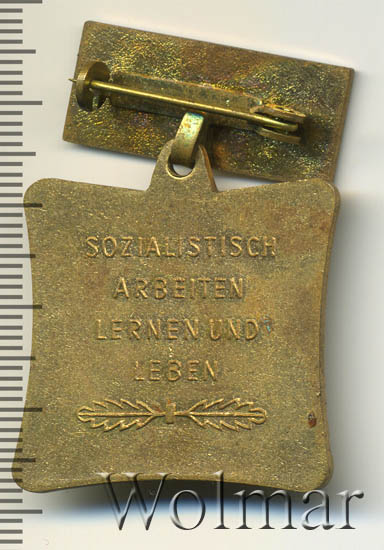 SOZIALISTISCH
ARBEITEN
LERNEN UND
LEBEN
Wolmar